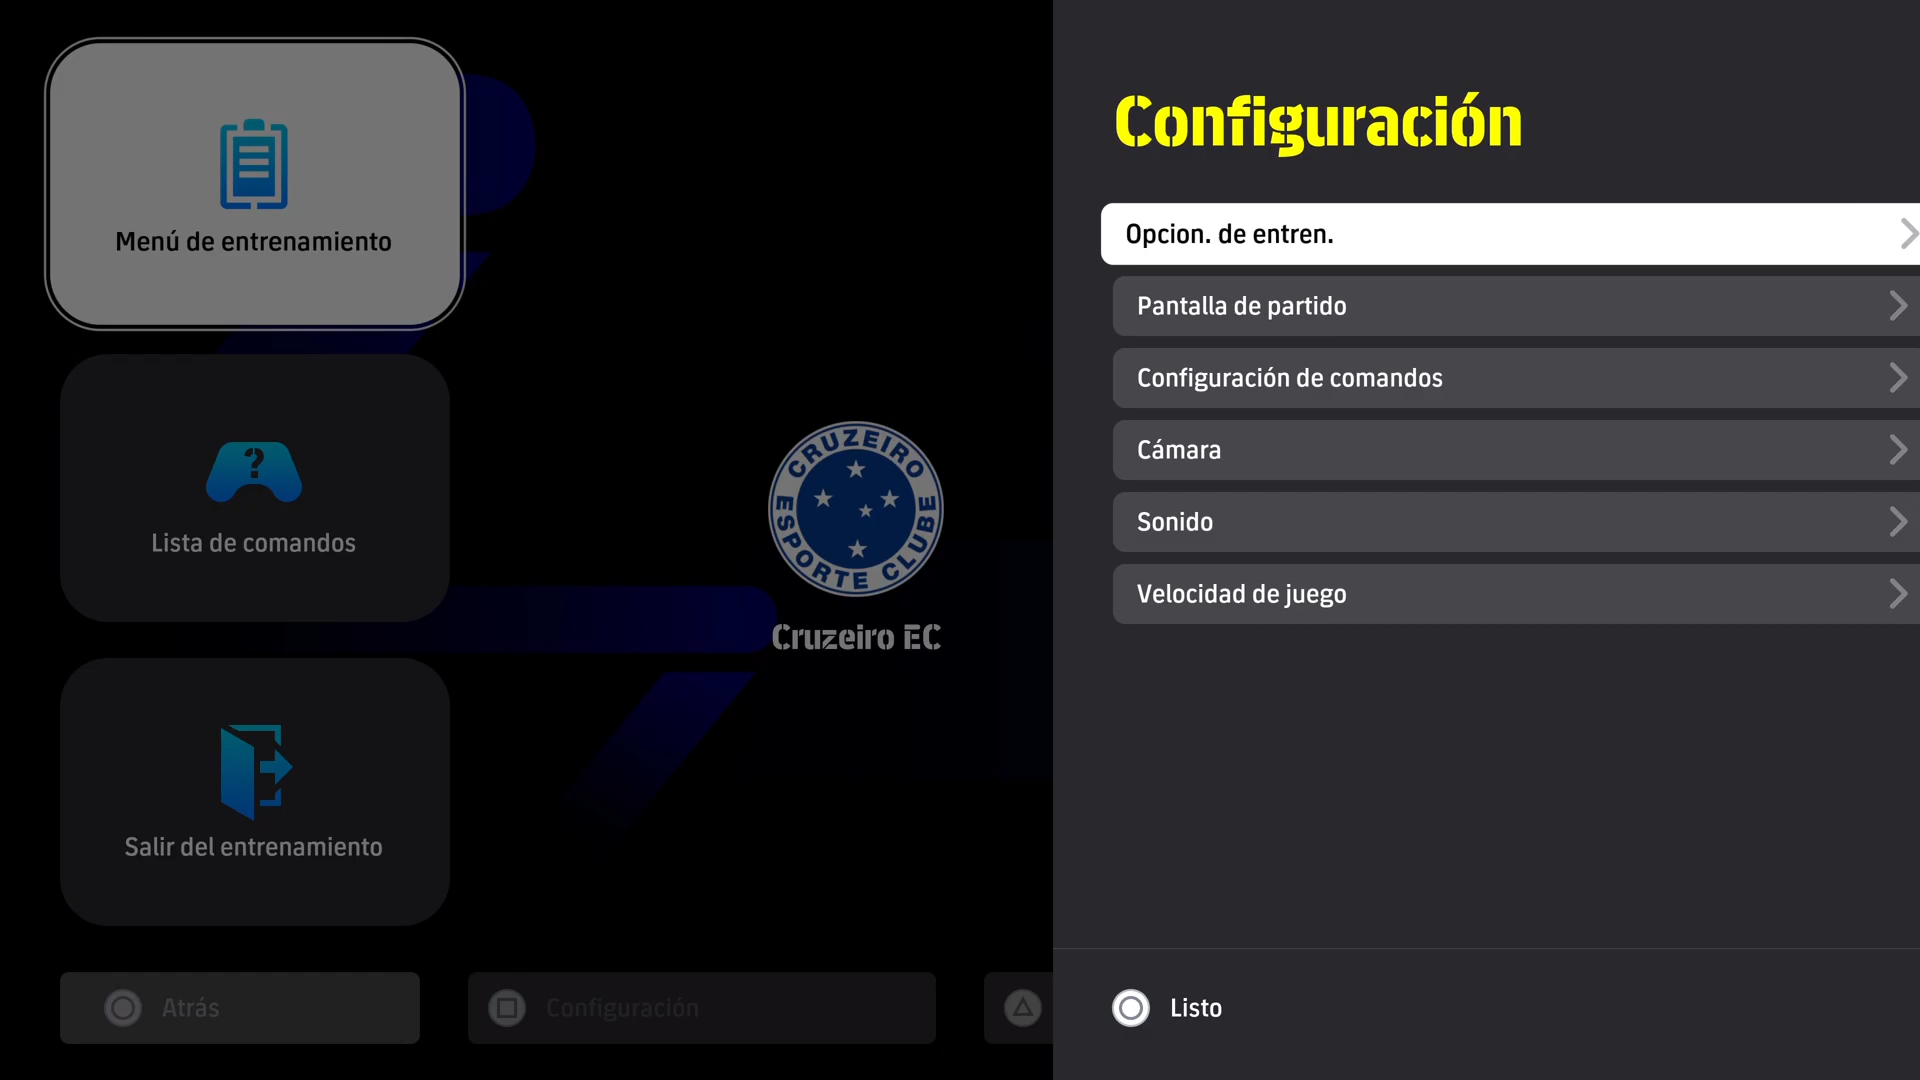 Menú de entrenamiento
Lista de comandos
Salir del entrenamiento
CRUZEIRO
ESPORTE CLUBE
Cruzeiro EC
Atrás
Configuración
Configuración
Opcion. de entren.
Pantalla de partido
Configuración de comandos
Cámara
Sonido
Velocidad de juego
Listo